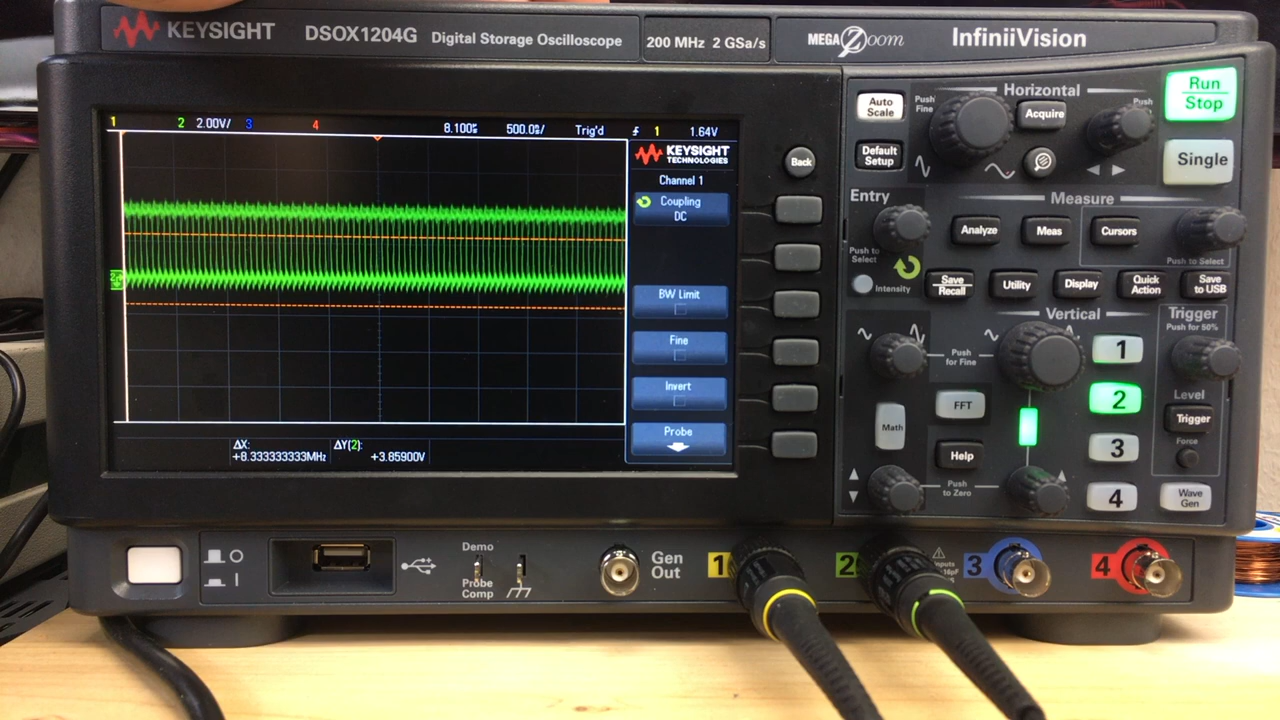 KEYSIGHT DSOX1204G Digital Storage Oscilloscope 200 MHz 2 GSa/s MEGA Zoom InfiniiVision
1 2 2.00V/ 3 4 8.100% 500.0%/ Trig'd 1 1.64V
KEYSIGHT
TECHNOLOGIES
Channel 1
Coupling
DC
BW Limit
Fine
Invert
Probe
ΔX:
+8.333333333MHz
ΔY(2):
+3.85900V
Back
Horizontal
Run
Stop
Auto
Scale
Push
Fine
Acquire
Push
Default
Setup
Single
Entry
Measure
Push to
Select
Analyze
Meas
Cursors
Push to Select
Intensity
Save
Recall
Utility
Display
Quick
Action
Save
to USB
Vertical
Trigger
Push for 50%
Push
for Fine
1
FFT
2
Level
Trigger
Math
Force
Help
3
Push
to Zero
4
Wave
Gen
Demo
Probe
Comp
Gen
Out
1
2
Inputs
3
4